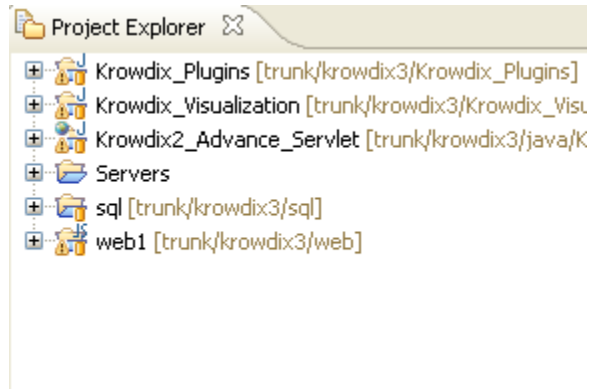 Project Explorer
Krowdix_Plugins [trunk/krowdix3/Krowdix_Plugins]
Krowdix_Visualization [trunk/krowdix3/Krowdix_Visu
Krowdix2_Advance_Servlet [trunk/krowdix3/java/K
Servers
sql [trunk/krowdix3/sql]
web1 [trunk/krowdix3/web]